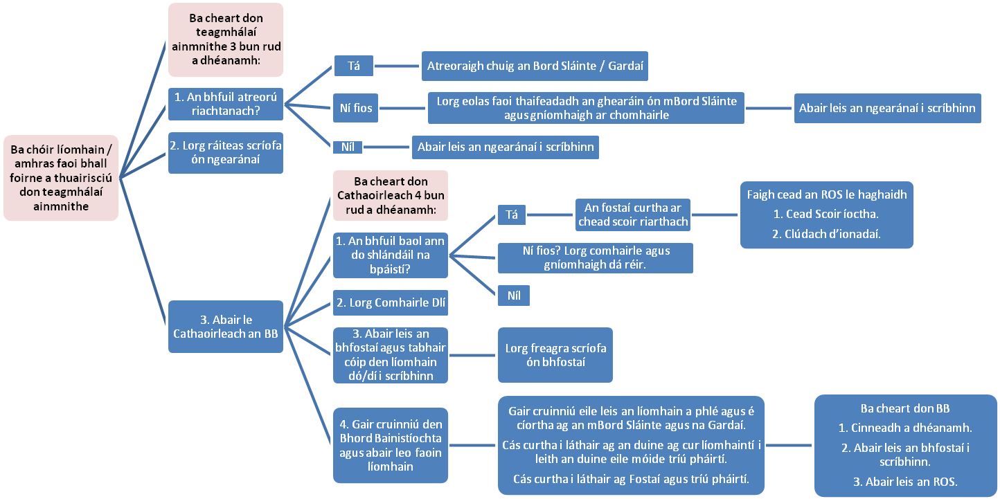 Ba chóir líomhain /
amhras faoi bhall
foirne a thuairisciú
don teagmhálaí
ainmnithe
Ba cheart don
teagmhálaí
ainmnithe 3 bun rud
a dhéanamh:
1. An bhfuil atreorú
riachtanach?
Tá
Atreoraigh chuig an Bord Sláinte / Gardaí
Ní fios
Lorg eolas faoi thaifeadadh an ghearáin ón mBord Sláinte
agus gníomhaigh ar chomhairle
Abair leis an ngearánaí i scríbhinn
Níl
Abair leis an ngearánaí i scríbhinn
2. Lorg ráiteas scríofa
ón ngearánaí
3. Abair le
Cathaoirleach an BB
Ba cheart don
Cathaoirleach 4 bun
rud a dhéanamh:
1. An bhfuil baol ann
do shlándáil na
bpáistí?
Tá
An fostaí curtha ar
chead scoir riarthach
Faigh cead an ROS le haghaidh
1. Cead Scoir íoctha.
2. Clúdach d'ionadaí.
Ní fios? Lorg comhairle agus
gníomhaigh dá réir.
Níl
2. Lorg Comhairle Dlí
3. Abair leis an
bhfostaí agus tabhair
cóip den líomhain
dó/dí i scríbhinn
Lorg freagra scríofa
ón bhfostaí
4. Gair cruinniú den
Bhord Bainistíochta
agus abair leo faoin
líomhain
Gair cruinniú eile leis an líomhain a phlé agus é
cíortha ag an mBord Sláinte agus na Gardaí.
Cás curtha i láthair ag an duine ag cur líomhaintí i
leith an duine eile móide tríú pháirtí.
Cás curtha i láthair ag Fostaí agus tríú pháirtí.
Ba cheart don BB
1. Cinneadh a dhéanamh.
2. Abair leis an bhfostaí i
scríbhinn.
3. Abair leis an ROS.